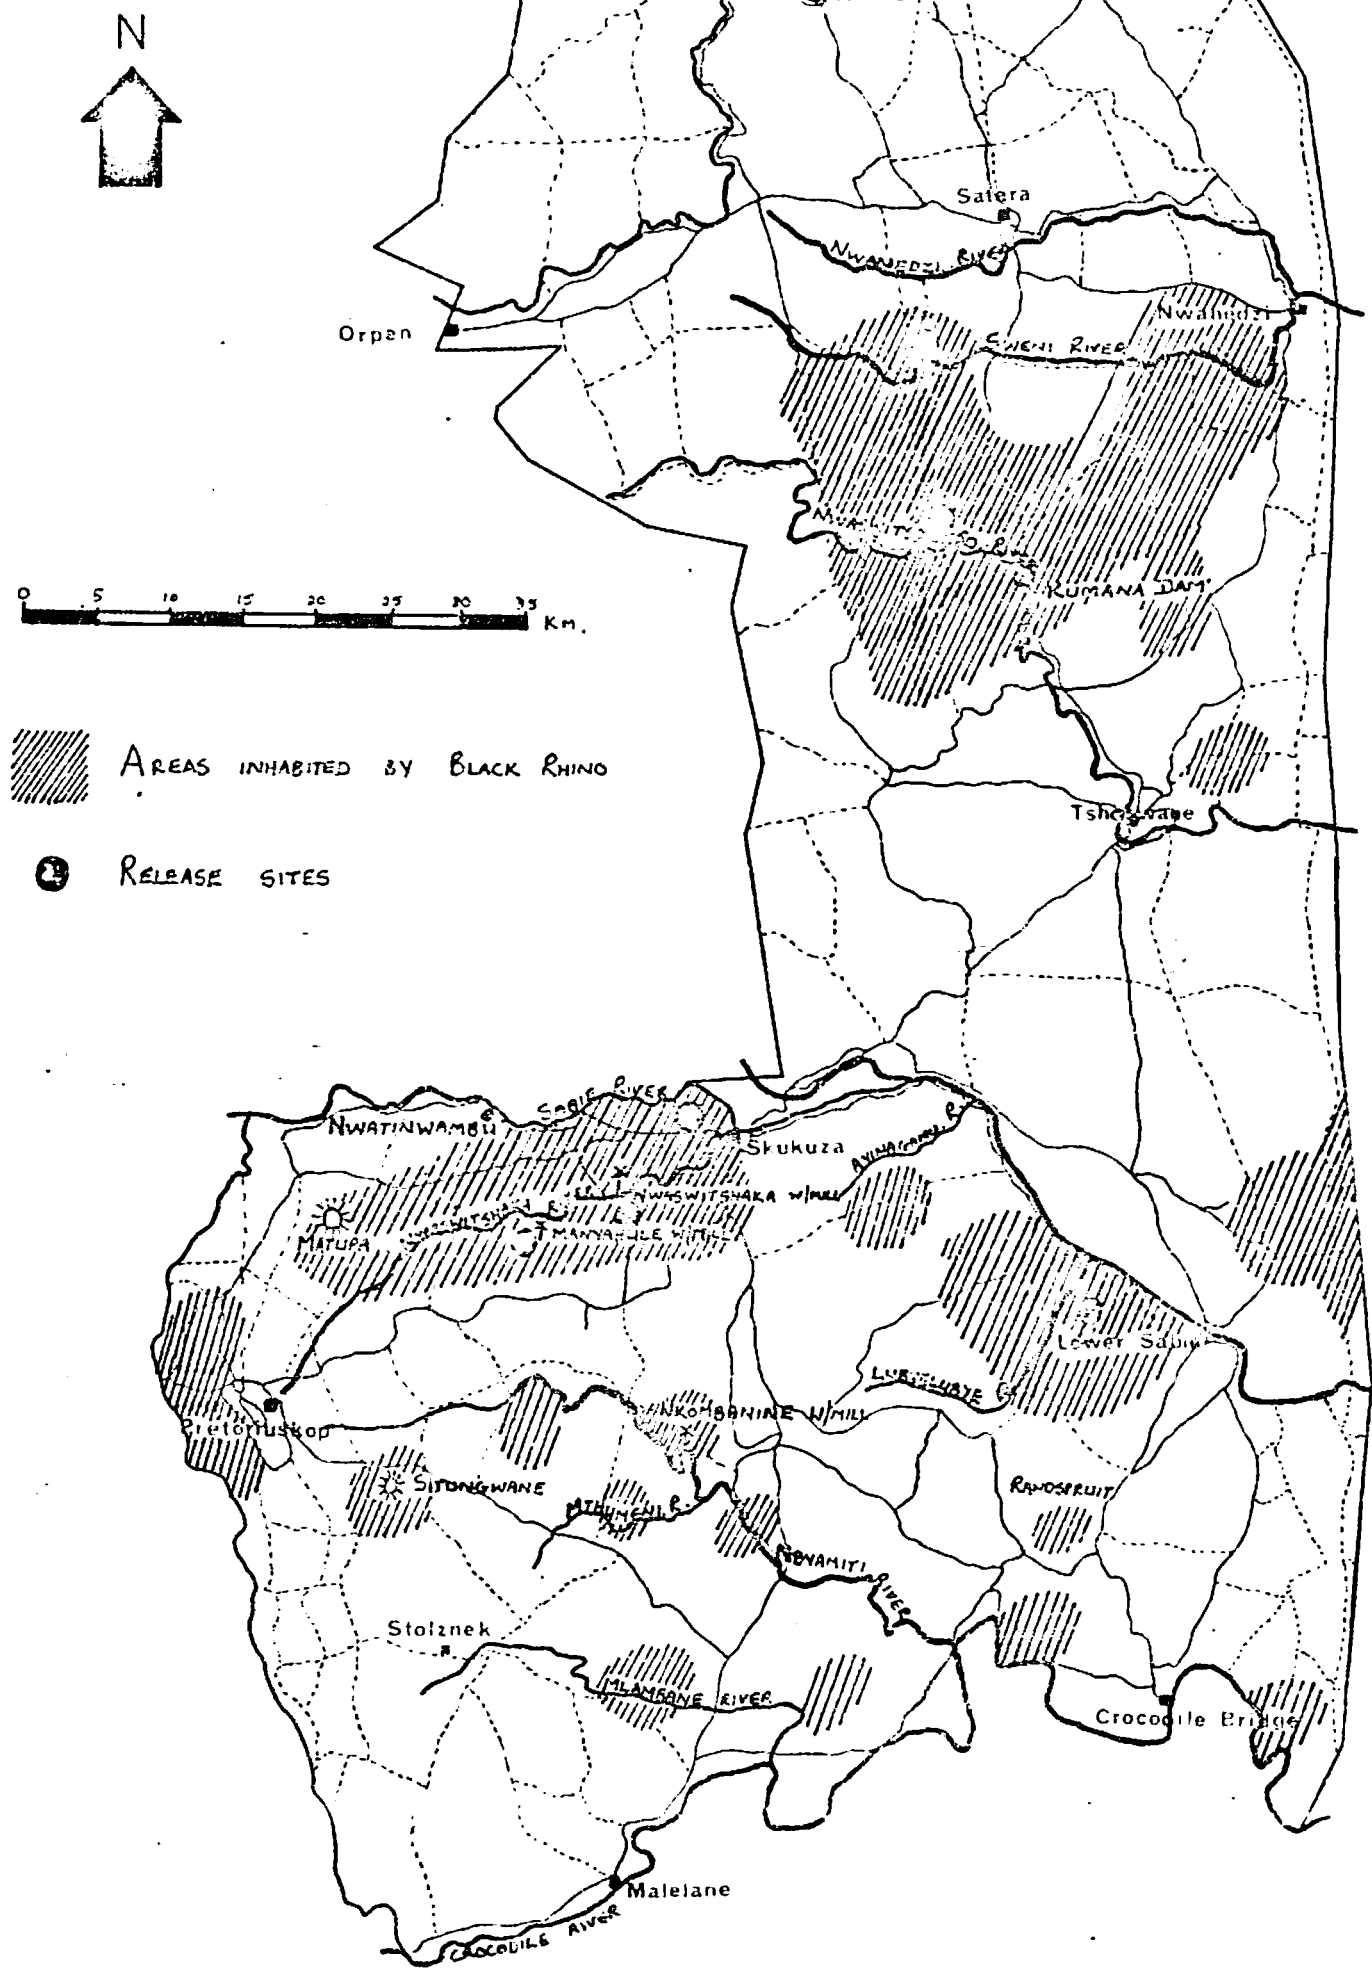 N
Satara
NWANEDZI RIVER
Orpen
Nwanedzi
SWENI RIVER
0 5 10 15 20 25 30 35 Km.
KUMANA DAM
AREAS INHABITED BY BLACK RHINO
RELEASE SITES
SABIE RIVER
NWATINWAMBU
Skukuza
NWASWITSHAKA W/MILL
MANYAHULE W/MILL
MATUPA
Lower Sabie
LUBYELUBYE
NKOMBANINE W/MILL
Pretoriuskop
SITONGWANE
RANDSPRUIT
MTHUMENI R.
MBYAMITI RIVER
Stolznek
MLAMBANE RIVER
Crocodile Bridge
Malelane
CROCODILE RIVER